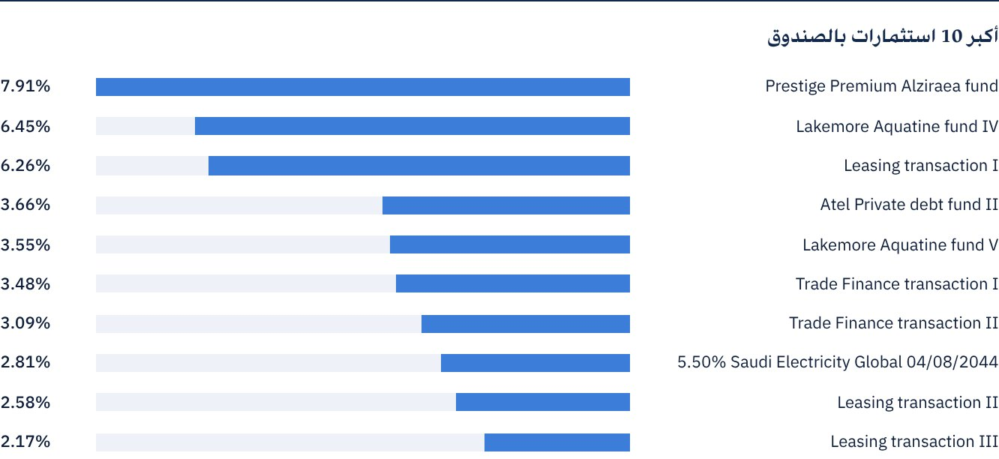 أكبر 10 استثمارات بالصندوق
Prestige Premium Alziraea fund 7.91%
Lakemore Aquatine fund IV 6.45%
Leasing transaction I 6.26%
Atel Private debt fund II 3.66%
Lakemore Aquatine fund V 3.55%
Trade Finance transaction I 3.48%
Trade Finance transaction II 3.09%
5.50% Saudi Electricity Global 04/08/2044 2.81%
Leasing transaction II 2.58%
Leasing transaction III 2.17%